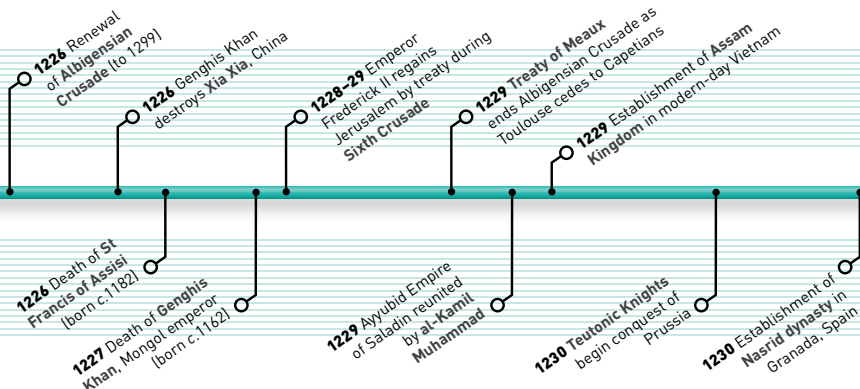 1226 Renewal
of Albigensian
Crusade (to 1299)
1226 Genghis Khan
destroys Xia Xia, China
1228–29 Emperor
Frederick II regains
Jerusalem by treaty during
Sixth Crusade
1229 Treaty of Meaux
ends Albigensian Crusade as
Toulouse cedes to Capetians
1229 Establishment of Assam
Kingdom in modern-day Vietnam
1226 Death of St
Francis of Assisi
(born c.1182)
1227 Death of Genghis
Khan, Mongol emperor
(born c.1162)
1229 Ayyubid Empire
of Saladin reunited
by al-Kamil
Muhammad
1230 Teutonic Knights
begin conquest of
Prussia
1230 Establishment of
Nasrid dynasty in
Granada, Spain